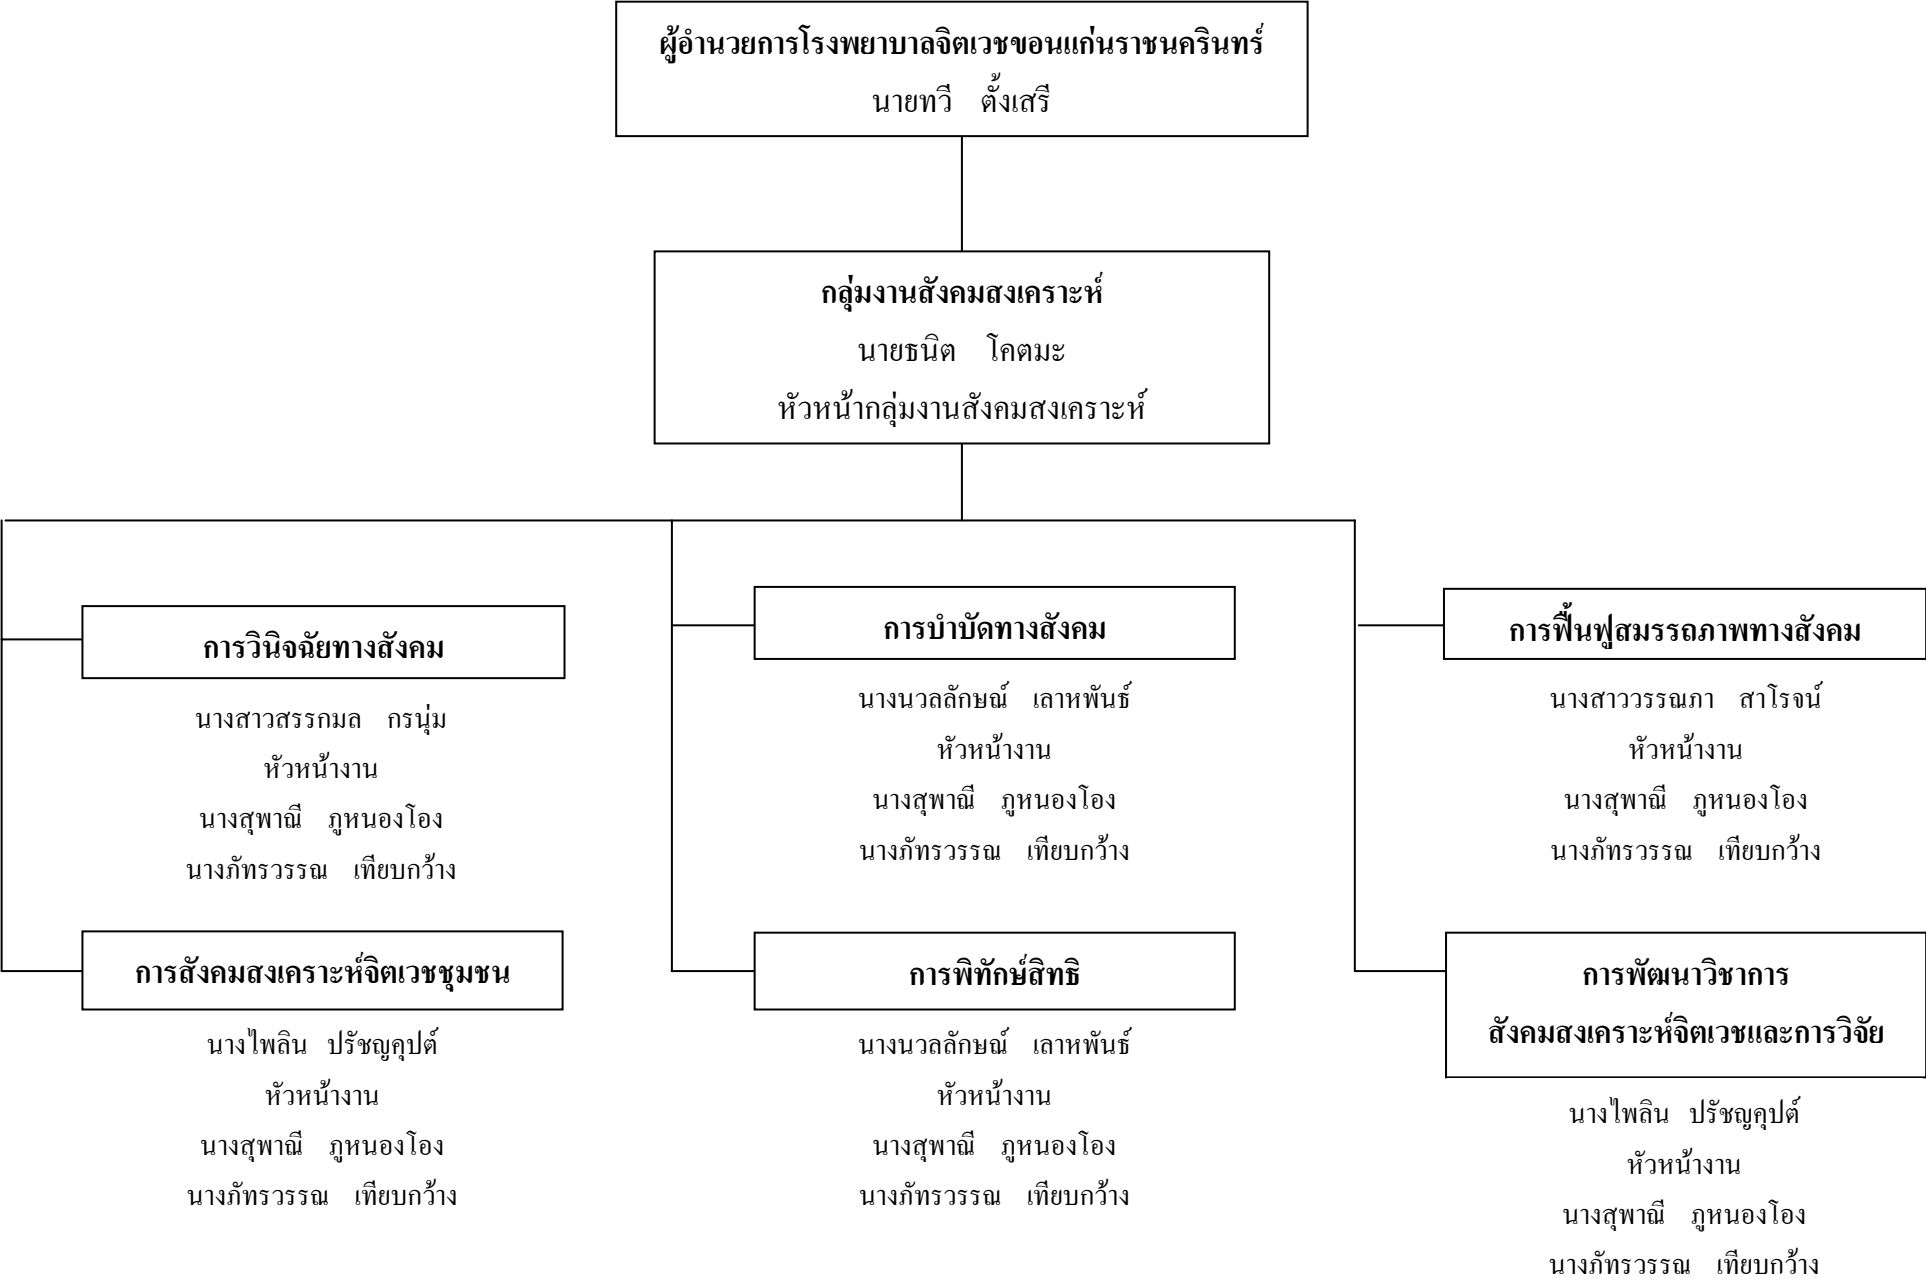 ผู้อำนวยการโรงพยาบาลจิตเวชขอนแก่นราชนครินทร์
นายทวี ตั้งเสรี
กลุ่มงานสังคมสงเคราะห์
นายธนิต โคตมะ
หัวหน้ากลุ่มงานสังคมสงเคราะห์
การวินิจฉัยทางสังคม
นางสาวสรรกมล กรนุ่ม
หัวหน้างาน
นางสุพาณี ภูหนองโอง
นางภัทรวรรณ เทียบกว้าง
การบำบัดทางสังคม
นางนวลลักษณ์ เลาหพันธ์
หัวหน้างาน
นางสุพาณี ภูหนองโอง
นางภัทรวรรณ เทียบกว้าง
การฟื้นฟูสมรรถภาพทางสังคม
นางสาววรรณภา สาโรจน์
หัวหน้างาน
นางสุพาณี ภูหนองโอง
นางภัทรวรรณ เทียบกว้าง
การสังคมสงเคราะห์จิตเวชชุมชน
นางไพลิน ปรัชญคุปต์
หัวหน้างาน
นางสุพาณี ภูหนองโอง
นางภัทรวรรณ เทียบกว้าง
การพิทักษ์สิทธิ
นางนวลลักษณ์ เลาหพันธ์
หัวหน้างาน
นางสุพาณี ภูหนองโอง
นางภัทรวรรณ เทียบกว้าง
การพัฒนาวิชาการ
สังคมสงเคราะห์จิตเวชและการวิจัย
นางไพลิน ปรัชญคุปต์
หัวหน้างาน
นางสุพาณี ภูหนองโอง
นางภัทรวรรณ เทียบกว้าง